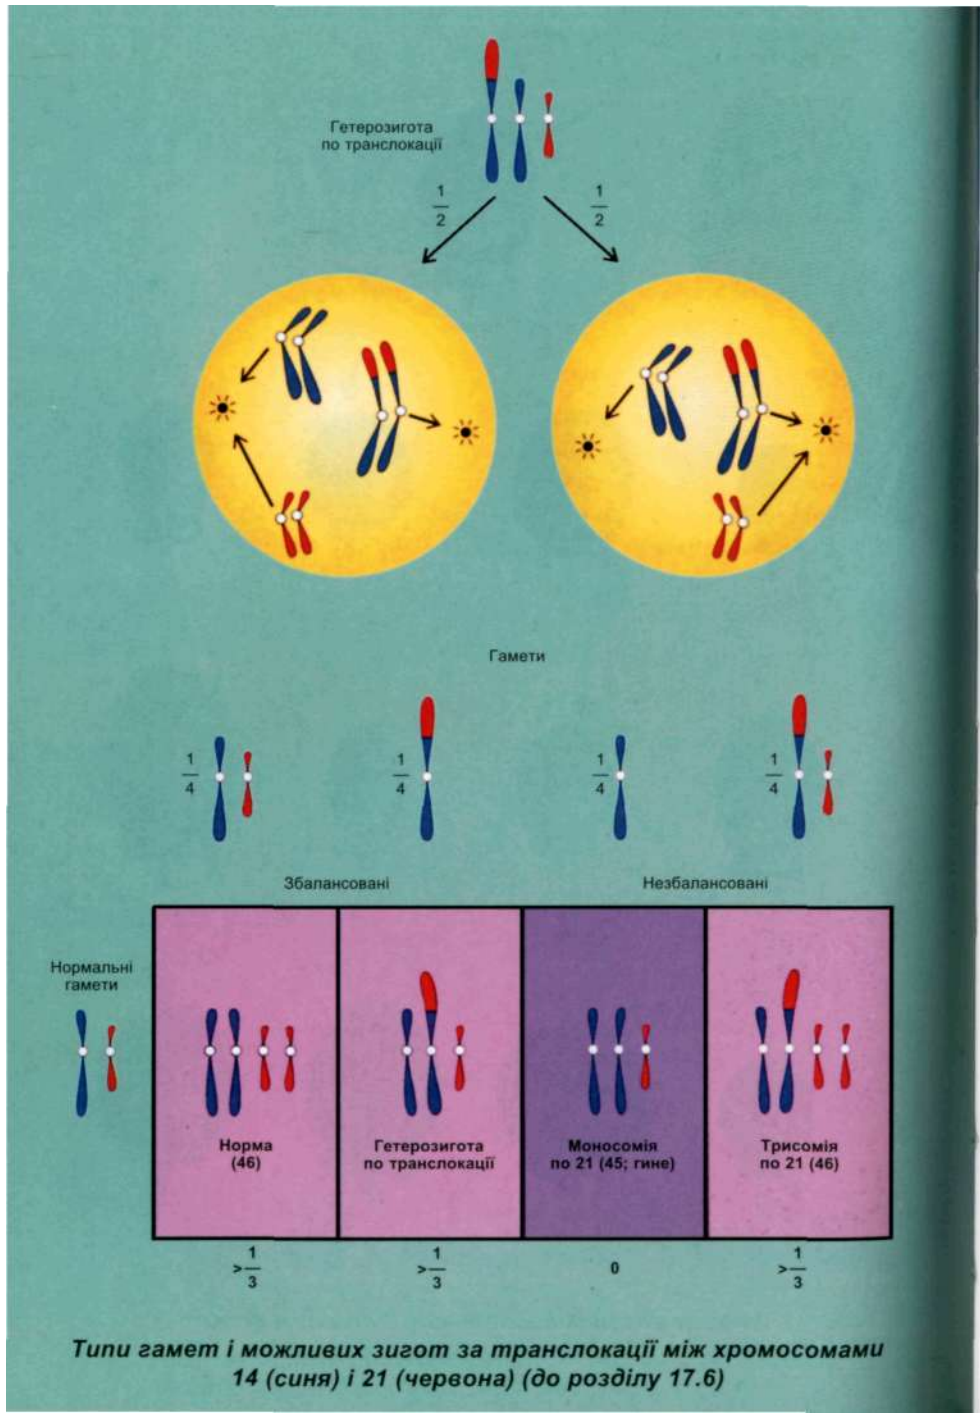 Гетерозигота
по транслокації
1
2
1
2
Гамети
1
4
1
4
1
4
1
4
Збалансовані
Незбалансовані
Нормальні
гамети
Норма
(46)
Гетерозигота
по транслокації
Моносомія
по 21 (45; гине)
Трисомія
по 21 (46)
>1/3
>1/3
0
>1/3
Типи гамет і можливих зигот за транслокації між хромосомами
14 (синя) і 21 (червона) (до розділу 17.6)